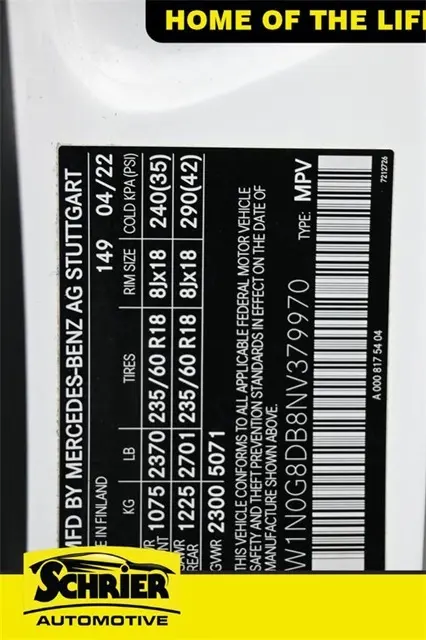 HOME OF THE LIF
MFD BY MERCEDES-BENZ AG STUTTGART
IN FINLAND 149 04/22
KG LB TIRES RIM SIZE COLD KPA(PSI)
1075 2370 235/60 R18 8Jx18 240(35)
1225 2701 235/60 R18 8Jx18 290(42)
REAR
GVWR 2300 5071
THIS VEHICLE CONFORMS TO ALL APPLICABLE FEDERAL MOTOR VEHICLE
SAFETY AND THEFT PREVENTION STANDARDS IN EFFECT ON THE DATE OF
MANUFACTURE SHOWN ABOVE.
TYPE: MPV
W1N0G8DB8NV379970
A 000 817 54 04
7212726
SCHRIER
AUTOMOTIVE